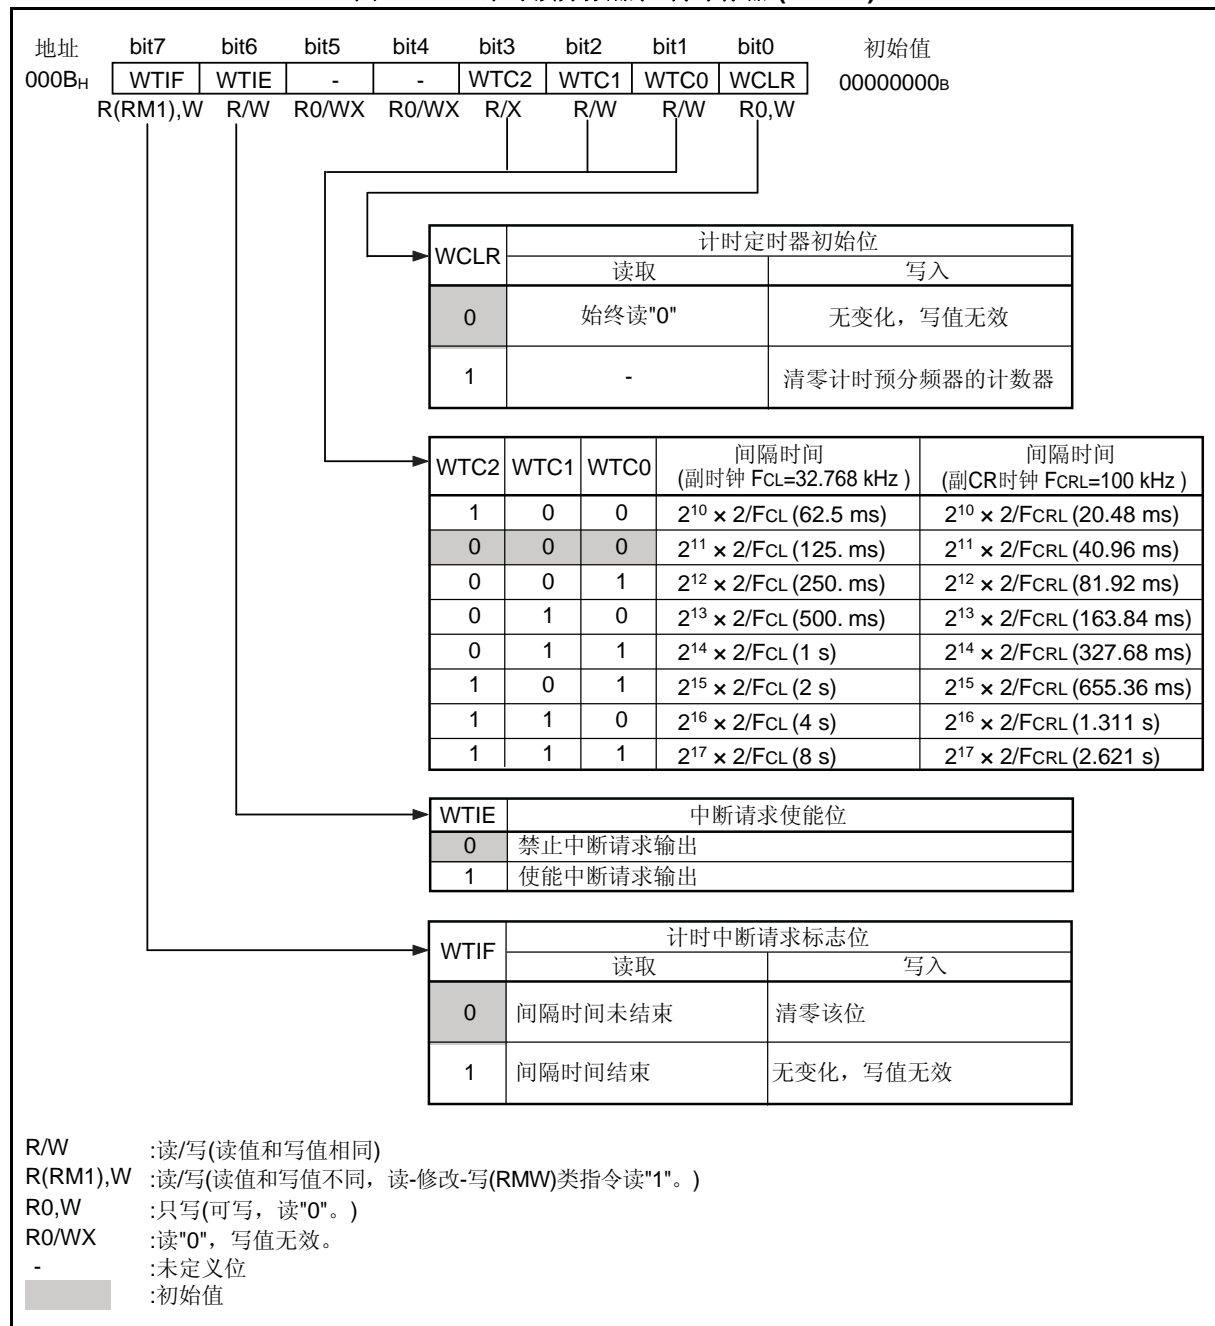 地址 bit7 bit6 bit5 bit4 bit3 bit2 bit1 bit0 初始值
000BH WTIF WTIE - - WTC2 WTC1 WTC0 WCLR 00000000B
R(RM1),W R/W R0/WX R0/WX R/X R/W R/W R0,W
WCLR 计时定时器初始位
读取 写入
0 始终读"0" 无变化，写值无效
1 - 清零计时预分频器的计数器
WTC2 WTC1 WTC0 间隔时间 间隔时间
(副时钟 FCL=32.768 kHz ) (副CR时钟 FCRL=100 kHz )
1 0 0 2¹⁰ × 2/FCL (62.5 ms) 2¹⁰ × 2/FCRL (20.48 ms)
0 0 0 2¹¹ × 2/FCL (125. ms) 2¹¹ × 2/FCRL (40.96 ms)
0 0 1 2¹² × 2/FCL (250. ms) 2¹² × 2/FCRL (81.92 ms)
0 1 0 2¹³ × 2/FCL (500. ms) 2¹³ × 2/FCRL (163.84 ms)
0 1 1 2¹⁴ × 2/FCL (1 s) 2¹⁴ × 2/FCRL (327.68 ms)
1 0 1 2¹⁵ × 2/FCL (2 s) 2¹⁵ × 2/FCRL (655.36 ms)
1 1 0 2¹⁶ × 2/FCL (4 s) 2¹⁶ × 2/FCRL (1.311 s)
1 1 1 2¹⁷ × 2/FCL (8 s) 2¹⁷ × 2/FCRL (2.621 s)
WTIE 中断请求使能位
0 禁止中断请求输出
1 使能中断请求输出
WTIF 计时中断请求标志位
读取 写入
0 间隔时间未结束 清零该位
1 间隔时间结束 无变化，写值无效
R/W :读/写(读值和写值相同)
R(RM1),W :读/写(读值和写值不同，读-修改-写(RMW)类指令读"1"。)
R0,W :只写(可写，读"0"。)
R0/WX :读"0"，写值无效。
- :未定义位
:初始值